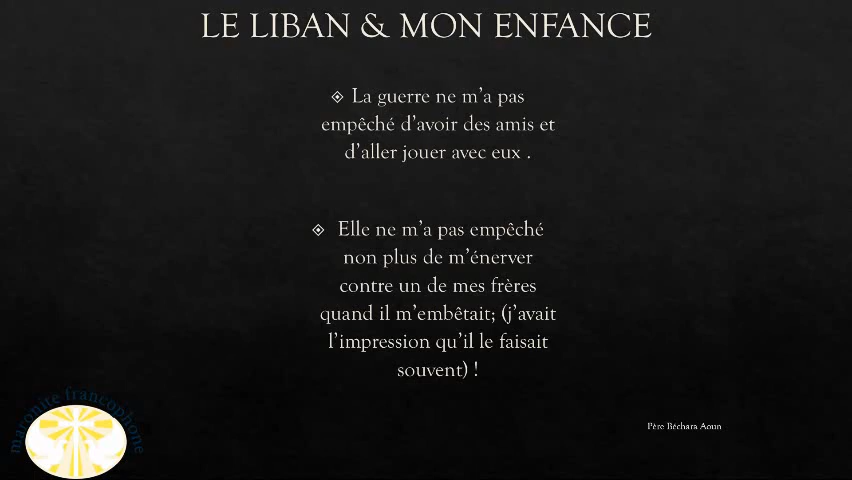 LE LIBAN & MON ENFANCE
La guerre ne m'a pas
empêché d'avoir des amis et
d'aller jouer avec eux .
Elle ne m'a pas empêché
non plus de m'énerver
contre un de mes frères
quand il m'embêtait; (j'avait
l'impression qu'il le faisait
souvent) !
Père Béchara Aoun
maronite francophone